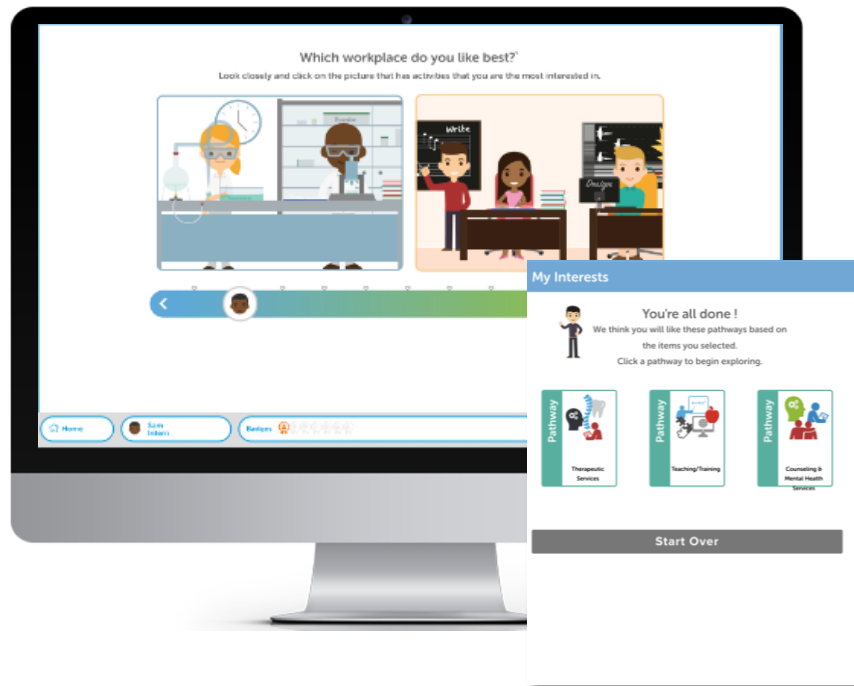 Which workplace do you like best?`
Look closely and click on the picture that has activities that you are the most interested in.
Write
Design
Home
Sam
Intern
Badges
My Interests
You're all done !
We think you will like these pathways based on
the items you selected.
Click a pathway to begin exploring.
Pathway
Therapeutic
Services
Pathway
Teaching/Training
Pathway
Counseling &
Mental Health
Services
Start Over